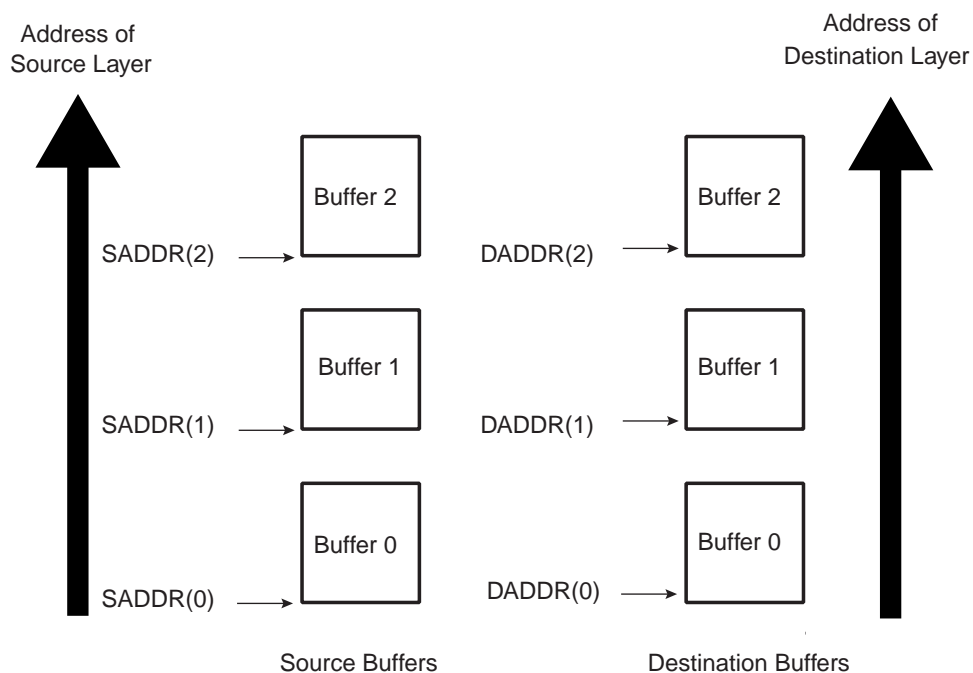 Address of
Source Layer
Address of
Destination Layer
Buffer 2
Buffer 2
SADDR(2)
DADDR(2)
Buffer 1
Buffer 1
SADDR(1)
DADDR(1)
Buffer 0
Buffer 0
SADDR(0)
DADDR(0)
Source Buffers
Destination Buffers